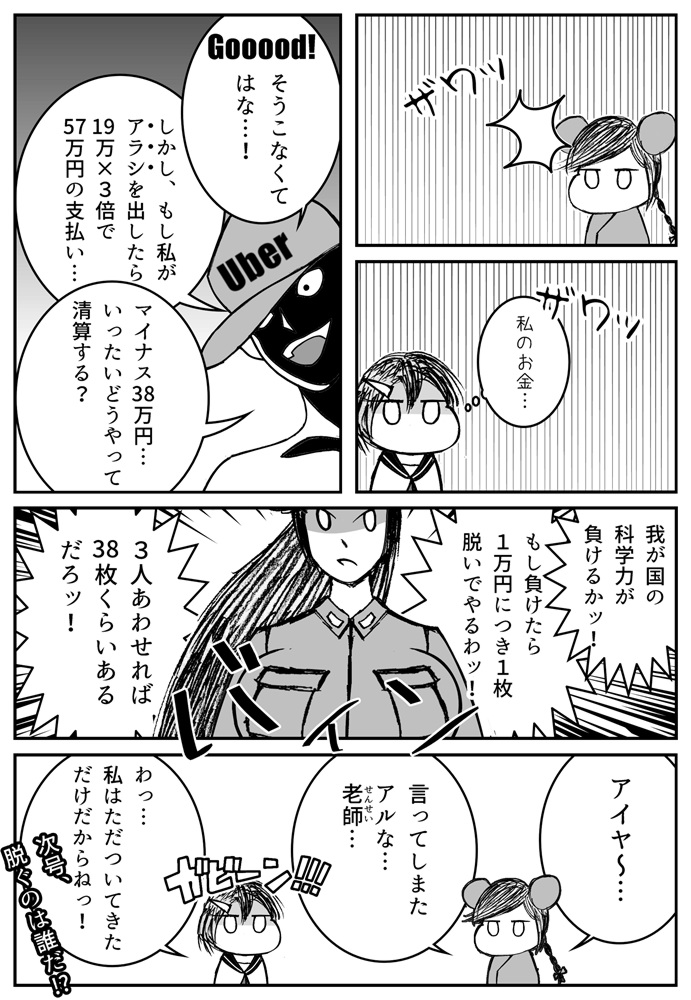 ザワッ
ザワッ
私のお金…
Gooood!
そうこなくて
はな…！
しかし、もし私が
アラシを出したら
19万×3倍で
57万円の支払い…
Uber
マイナス38万円…
いったいどうやって
清算する？
我が国の
科学力が
負けるかッ！
もし負けたら
１万円につき１枚
脱いでやるわッ！
３人あわせれば
38枚くらいある
だろッ！
バイーン
アイヤ～…
言ってしまた
アルな…
老師…
せんせい
ガビーン!!!!
わっ…
私はただついてきた
だけだからねっ！
次号、
脱ぐのは誰だ!?